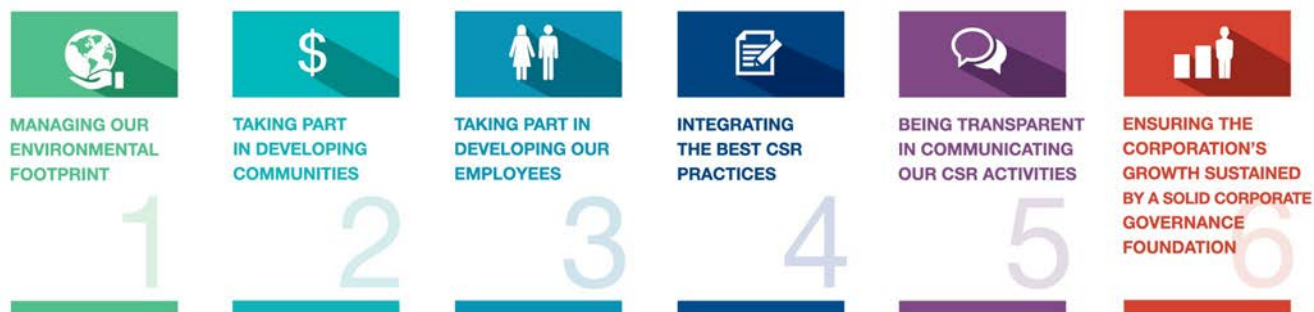 $
MANAGING OUR
ENVIRONMENTAL
FOOTPRINT
1
TAKING PART
IN DEVELOPING
COMMUNITIES
2
TAKING PART IN
DEVELOPING OUR
EMPLOYEES
3
INTEGRATING
THE BEST CSR
PRACTICES
4
BEING TRANSPARENT
IN COMMUNICATING
OUR CSR ACTIVITIES
5
ENSURING THE
CORPORATION'S
GROWTH SUSTAINED
BY A SOLID CORPORATE
GOVERNANCE
FOUNDATION
6